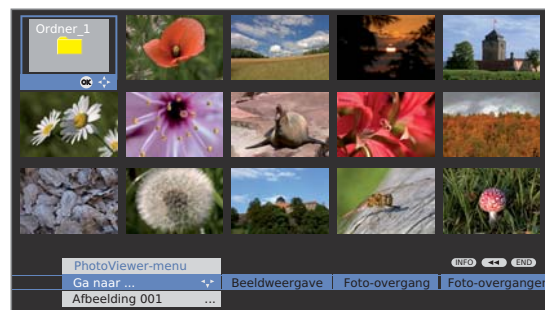 Ordner_1
OK
PhotoViewer-menu
INFO
END
Ga naar ...
Beeldweergave
Foto-overgang
Foto-overgangen
Afbeelding 001 ...